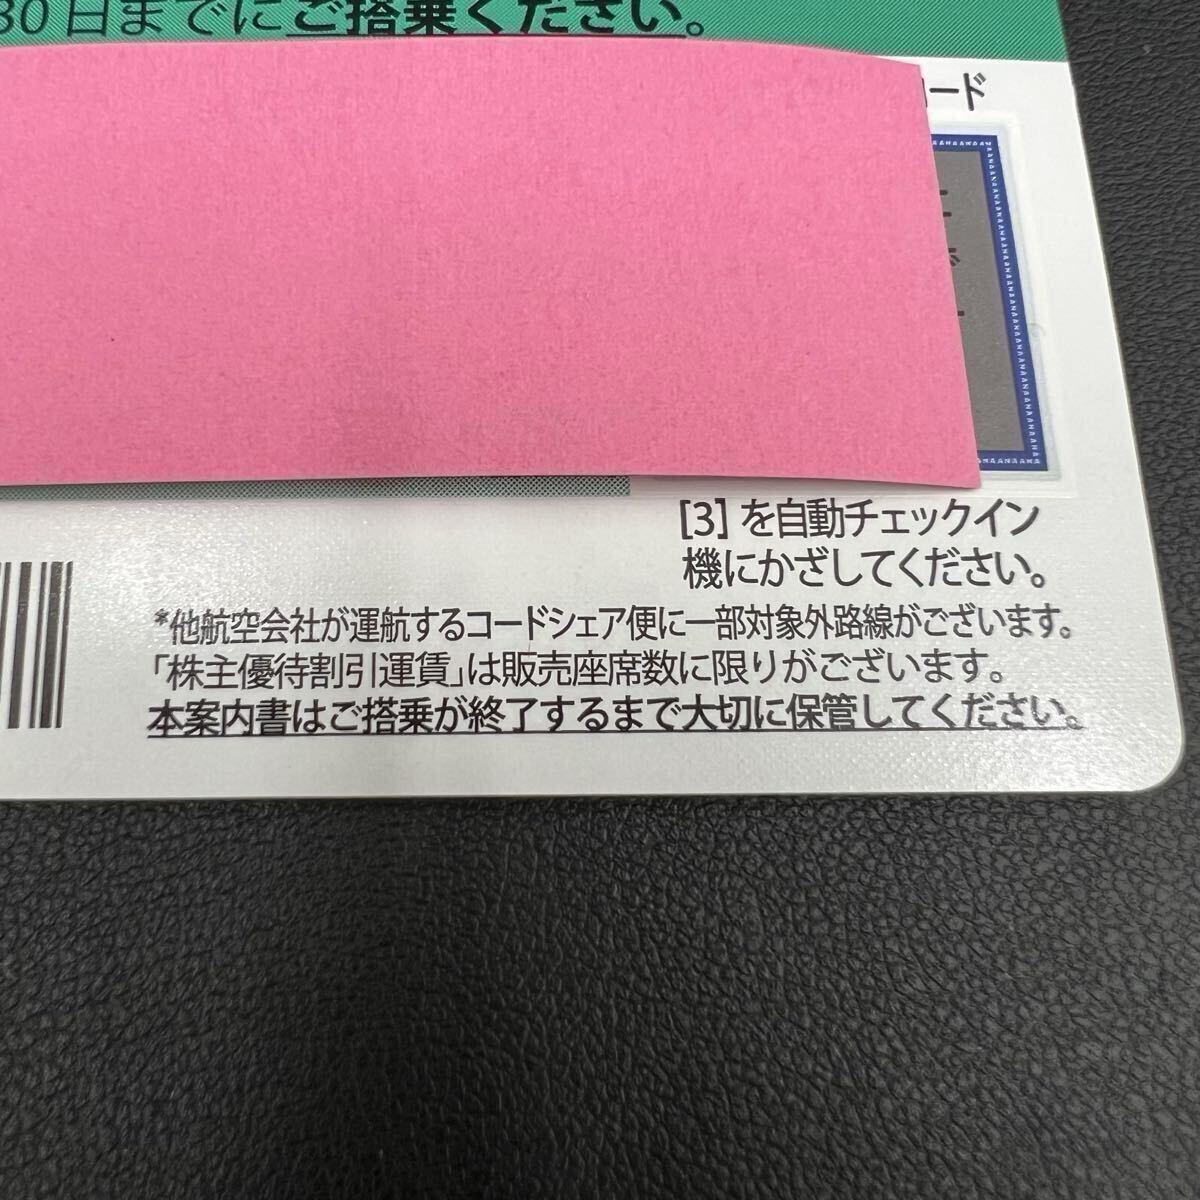 30日までにご搭乗ください。
コード
[3] を自動チェックイン
機にかざしてください。
*他航空会社が運航するコードシェア便に一部対象外路線がございます。
「株主優待割引運賃」は販売座席数に限りがございます。
本案内書はご搭乗が終了するまで大切に保管してください。